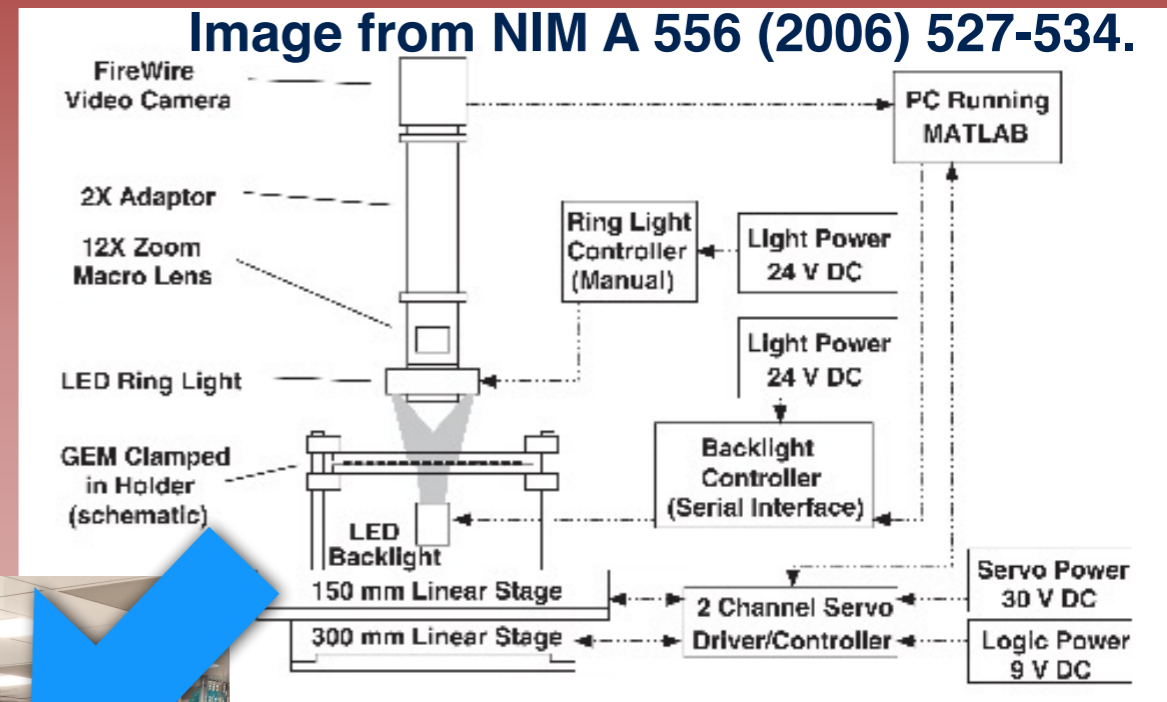 Image from NIM A 556 (2006) 527-534.
FireWire
Video Camera
PC Running
MATLAB
2X Adaptor
12X Zoom
Macro Lens
Ring Light
Controller
(Manual)
Light Power
24 V DC
Light Power
24 V DC
LED Ring Light
GEM Clamped
in Holder
(schematic)
Backlight
Controller
(Serial Interface)
LED
Backlight
150 mm Linear Stage
300 mm Linear Stage
2 Channel Servo
Driver/Controller
Servo Power
30 V DC
Logic Power
9 V DC